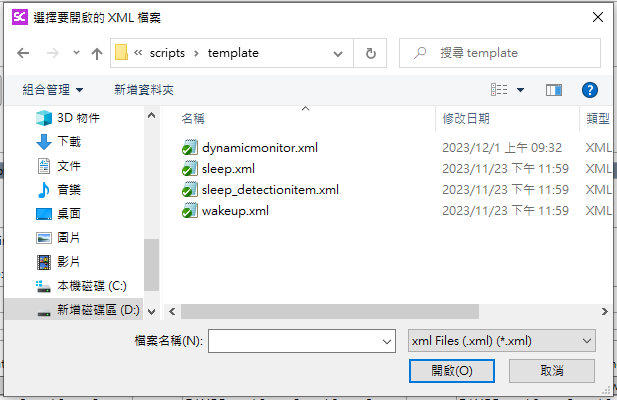 SC 選擇要開啟的 XML 檔案
« scripts › template
搜尋 template
組合管理 新增資料夾
3D 物件
下載
文件
音樂
桌面
圖片
影片
本機磁碟 (C:)
新增磁碟區 (D:)
名稱 修改日期 類型
dynamicmonitor.xml 2023/12/1 上午 09:32 XML
sleep.xml 2023/11/23 下午 11:59 XML
sleep_detectionitem.xml 2023/11/23 下午 11:59 XML
wakeup.xml 2023/11/23 下午 11:59 XML
檔案名稱(N): xml Files (.xml) (*.xml)
開啟(O) 取消